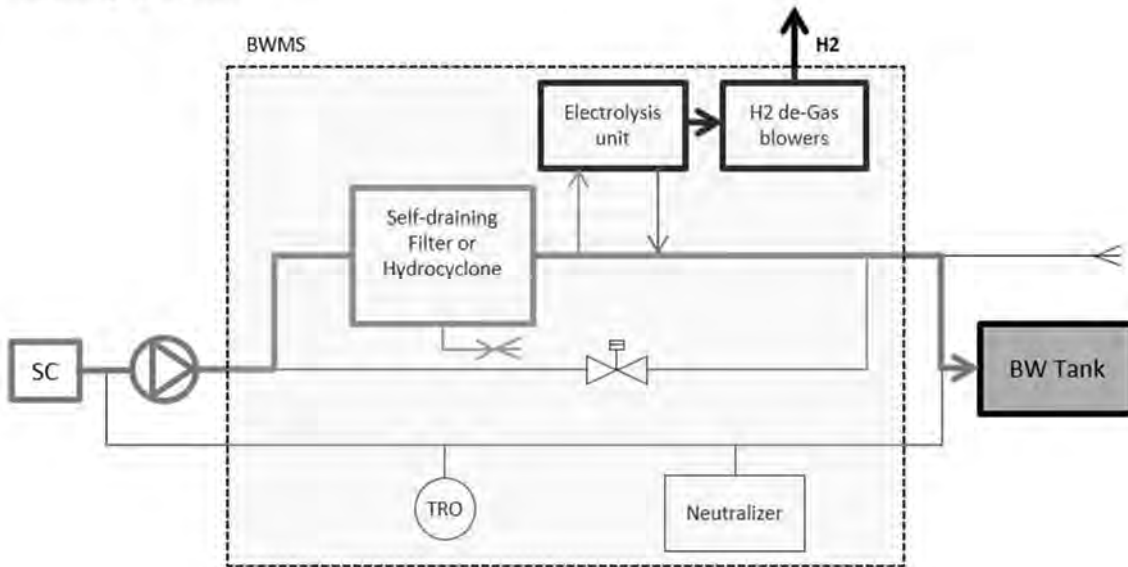 BWMS
H2
Electrolysis
unit
H2 de-Gas
blowers
Self-draining
Filter or
Hydrocyclone
SC
BW Tank
TRO
Neutralizer